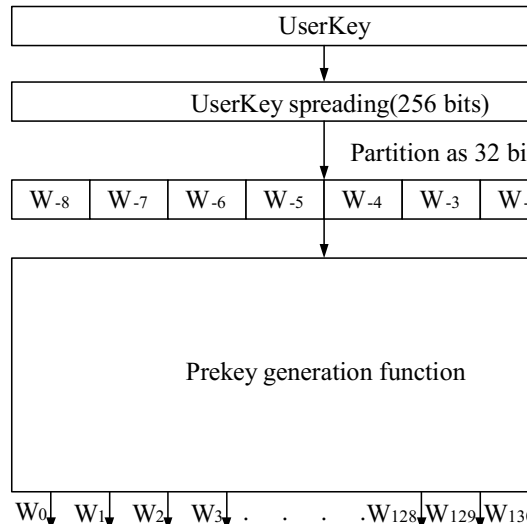 UserKey
UserKey spreading(256 bits)
Partition as 32 bi
W-8 W-7 W-6 W-5 W-4 W-3 W-
Prekey generation function
W0 W1 W2 W3 . . . . W128 W129 W130